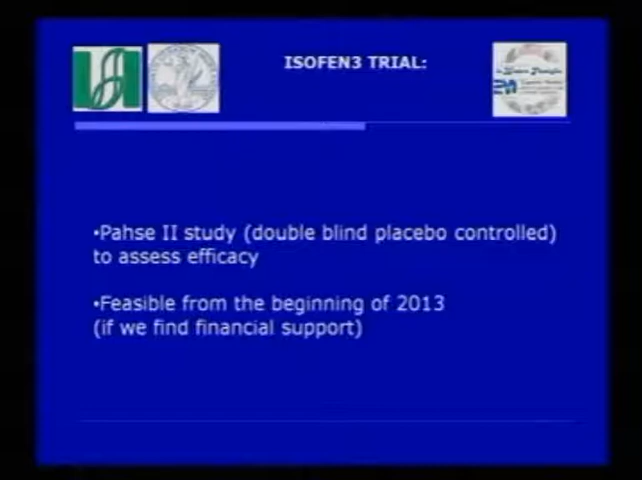 ISOFEN3 TRIAL:
•Pahse II study (double blind placebo controlled)
to assess efficacy
•Feasible from the beginning of 2013
(if we find financial support)